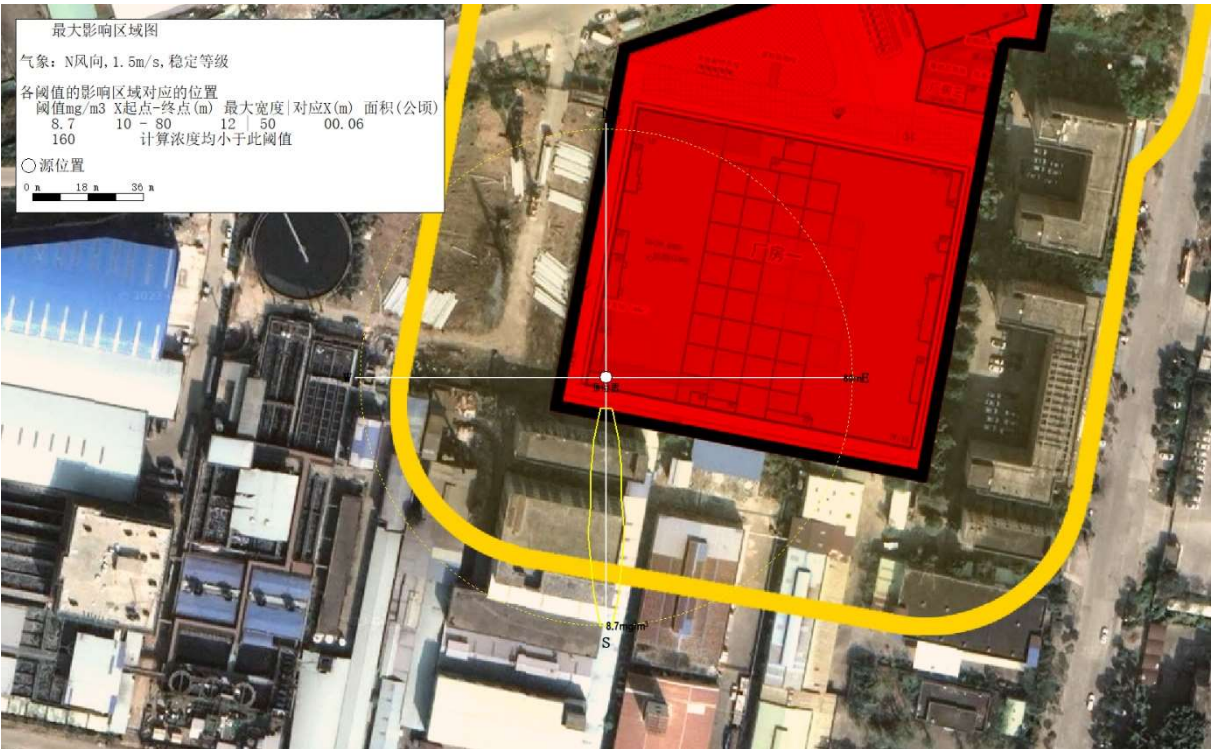 最大影响区域图
气象：N风向,1.5m/s,稳定等级
各阈值的影响区域对应的位置
阈值mg/m3 X起点-终点(m) 最大宽度|对应X(m) 面积(公顷)
8.7 10 - 80 12 | 50 00.06
160 计算浓度均小于此阈值
源位置
0 m 18 m 36 m
厂房一
8.7mg/m³
S